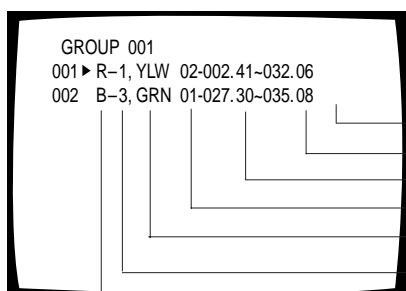 GROUP 001
001 ▶ R–1, YLW 02-002.41~032.06
002 B–3, GRN 01-027.30~035.08